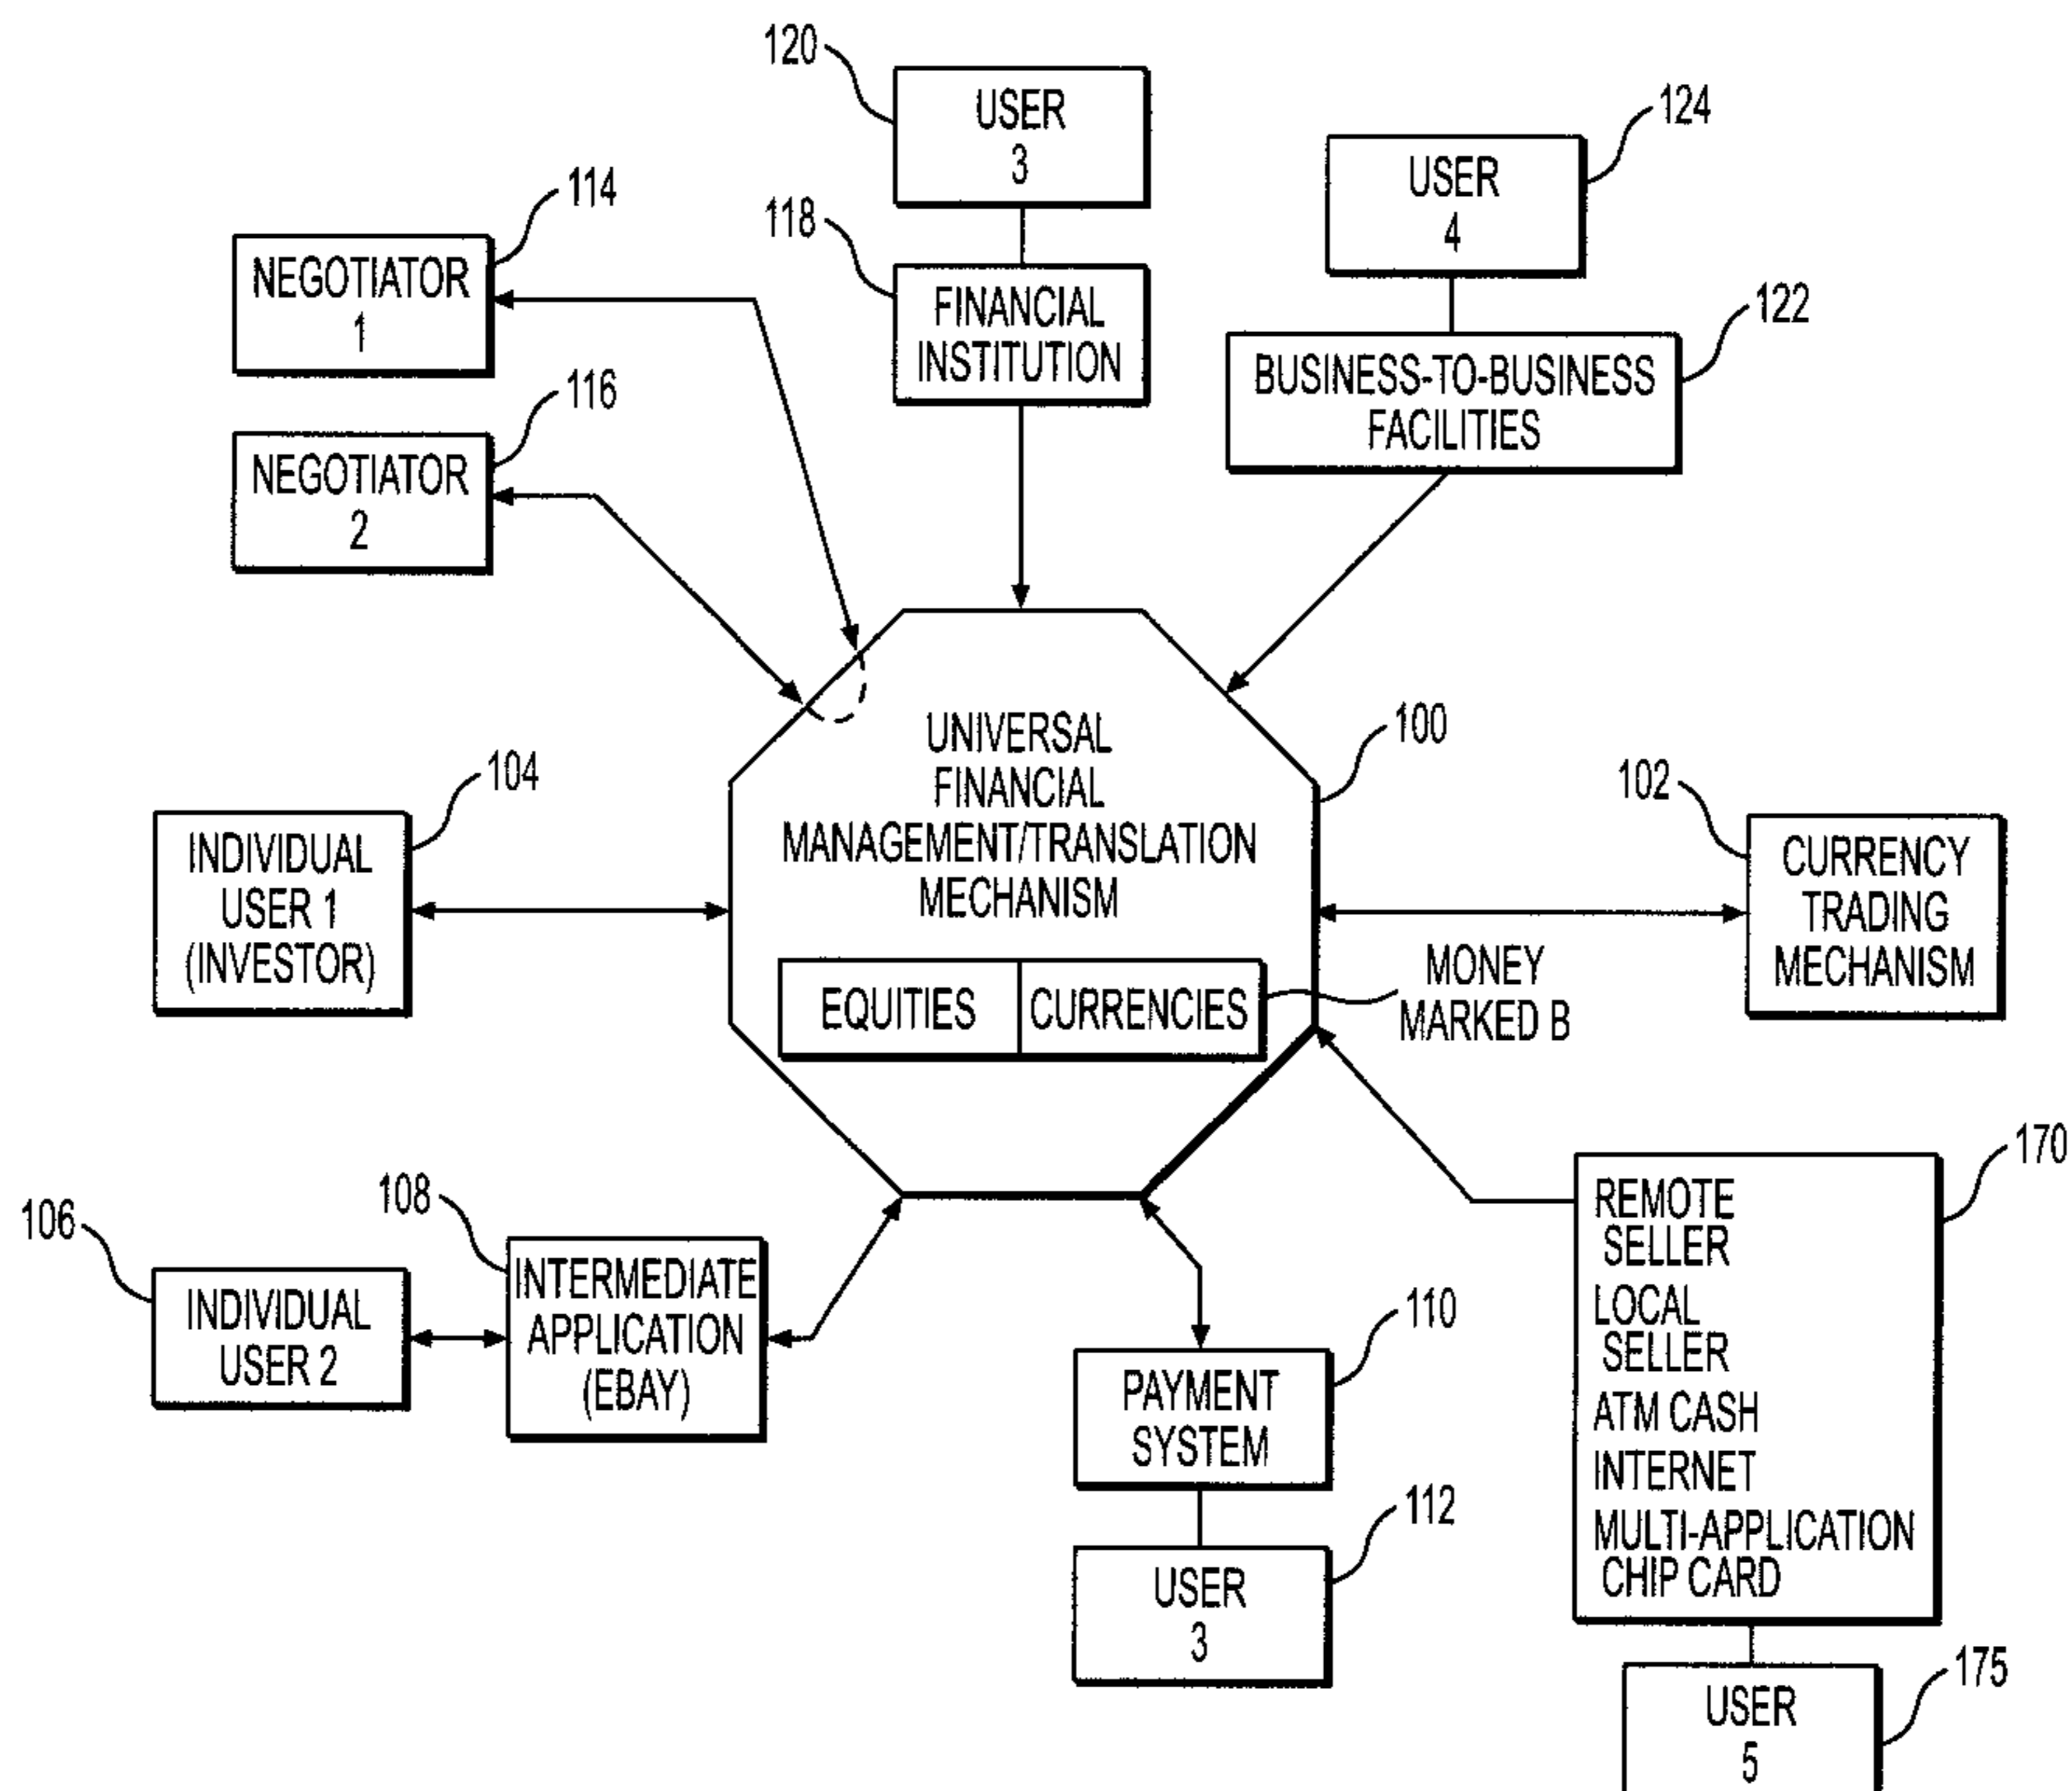 120
USER
3
124
USER
4
114
NEGOTIATOR
1
118
FINANCIAL
INSTITUTION
122
BUSINESS-TO-BUSINESS
FACILITIES
116
NEGOTIATOR
2
100
UNIVERSAL
FINANCIAL
MANAGEMENT/TRANSLATION
MECHANISM
EQUITIES
CURRENCIES
MONEY
MARKED B
104
INDIVIDUAL
USER 1
(INVESTOR)
102
CURRENCY
TRADING
MECHANISM
106
INDIVIDUAL
USER 2
108
INTERMEDIATE
APPLICATION
(EBAY)
110
PAYMENT
SYSTEM
112
USER
3
170
REMOTE
SELLER
LOCAL
SELLER
ATM CASH
INTERNET
MULTI-APPLICATION
CHIP CARD
175
USER
5